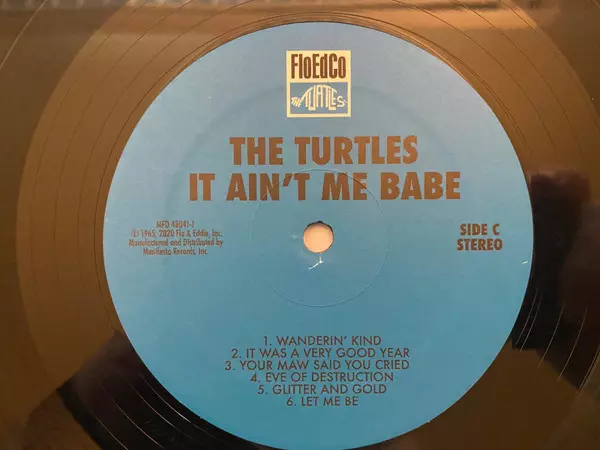 FloEdCo
THE TURTLES
THE TURTLES
IT AIN'T ME BABE
MFO 48041-1
1965, 2020 Flo & Eddie, Inc.
Manufactured and Distributed by
Manifesto Records, Inc.
SIDE C
STEREO
1. WANDERIN' KIND
2. IT WAS A VERY GOOD YEAR
3. YOUR MAW SAID YOU CRIED
4. EVE OF DESTRUCTION
5. GLITTER AND GOLD
6. LET ME BE